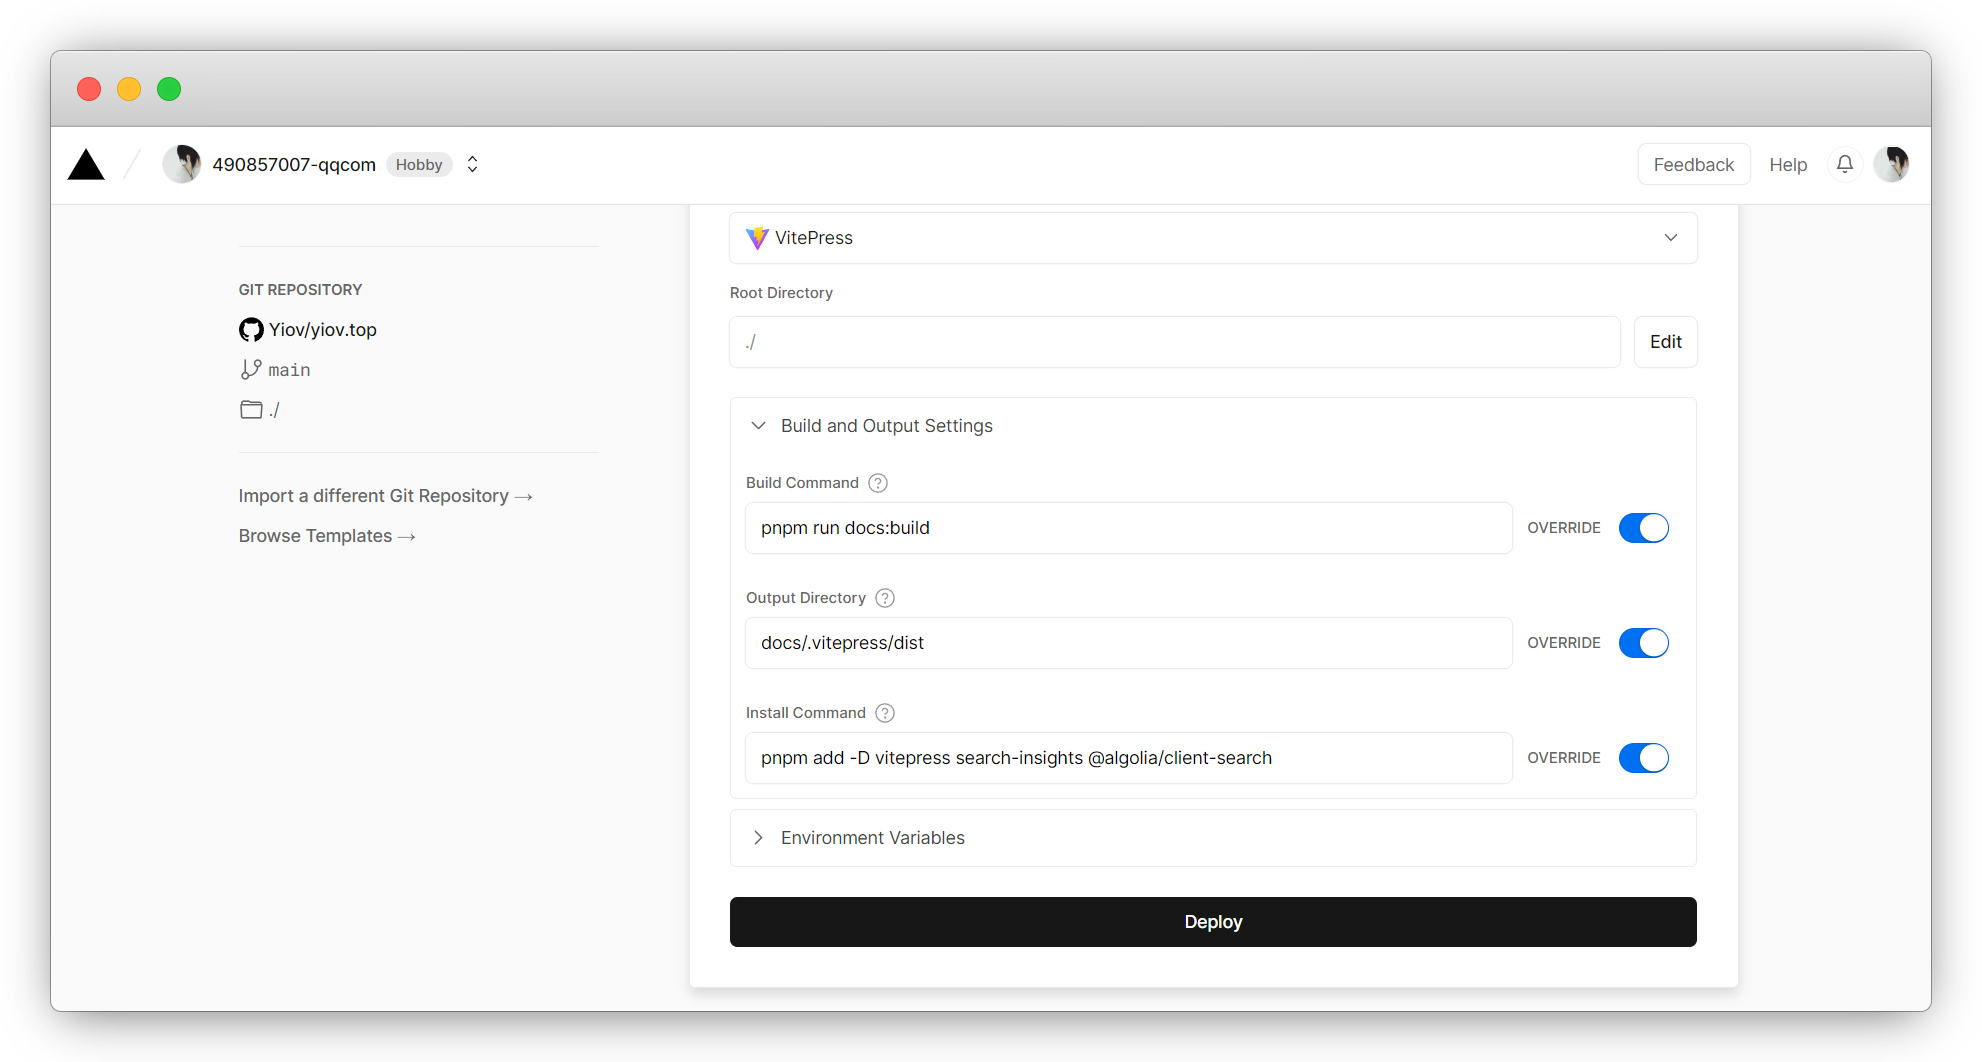 490857007-qqcom Hobby
Feedback Help
VitePress
Root Directory
./
Edit
GIT REPOSITORY
Yiov/yiov.top
main
./
Import a different Git Repository →
Browse Templates →
Build and Output Settings
Build Command ?
pnpm run docs:build
OVERRIDE
Output Directory ?
docs/.vitepress/dist
OVERRIDE
Install Command ?
pnpm add -D vitepress search-insights @algolia/client-search
OVERRIDE
Environment Variables
Deploy